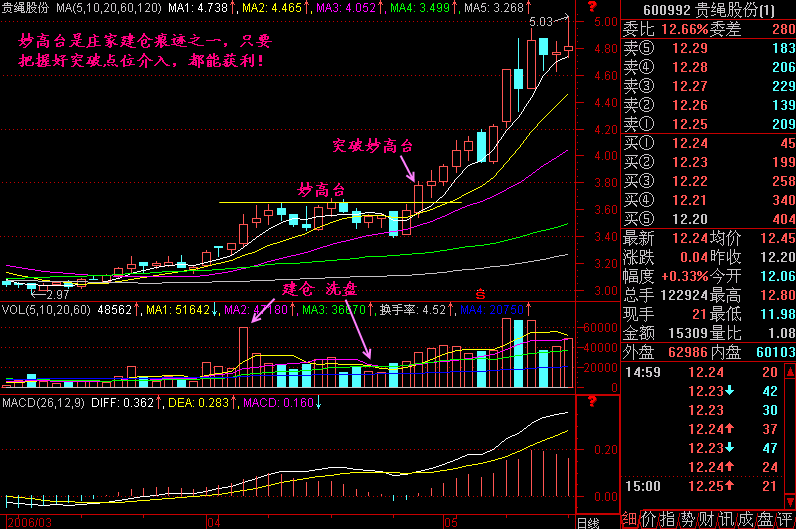 贵绳股份 MA(5,10,20,60,120) MA1: 4.738↑, MA2: 4.465↑, MA3: 4.052↑, MA4: 3.499↑, MA5: 3.268↑
妙高台是庄家建仓痕迹之一，只要
把握好突破点位介入，都能获利！
5.03
突破妙高台
妙高台
2.97
5.00
4.80
4.60
4.40
4.20
4.00
3.80
3.60
3.40
3.20
3.00
VOL(5,10,20,60) 48562↑, MA1: 51642↓, MA2: 47180↑, MA3: 36670↑, 换手率: 4.52↑, MA4: 20750↑
建仓 洗盘
60000
40000
20000
0
MACD(26,12,9) DIFF: 0.362↑, DEA: 0.283↑, MACD: 0.160↓
0.20
0.00
2006/03 04 05 日线
600992 贵绳股份(1)
委比 12.66% 委差 280
卖⑤ 12.29 183
卖④ 12.28 206
卖③ 12.27 229
卖② 12.26 139
卖① 12.25 209
买① 12.24 45
买② 12.23 199
买③ 12.22 258
买④ 12.21 340
买⑤ 12.20 404
最新 12.24 均价 12.45
涨跌 0.04 昨收 12.20
幅度 +0.33% 今开 12.06
总手 122924 最高 12.80
现手 21 最低 11.98
金额 15309 量比 1.08
外盘 62986 内盘 60103
14:59 12.24 20
12.23↓ 42
12.23 30
12.24↑ 37
12.23↓ 47
12.24↑ 24
15:00 12.25↑ 21
细价指势财讯成盘评